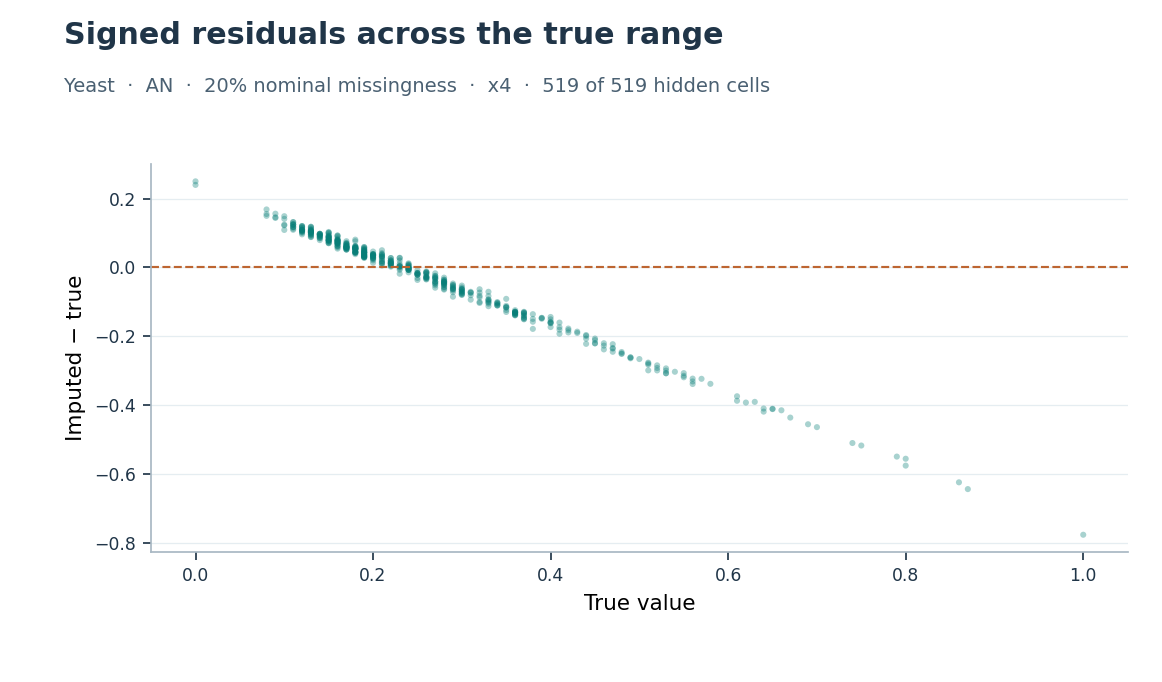 Signed residuals across the true range
Yeast · AN · 20% nominal missingness · x4 · 519 of 519 hidden cells
Imputed − true
0.2
0.0
−0.2
−0.4
−0.6
−0.8
0.0 0.2 0.4 0.6 0.8 1.0
True value